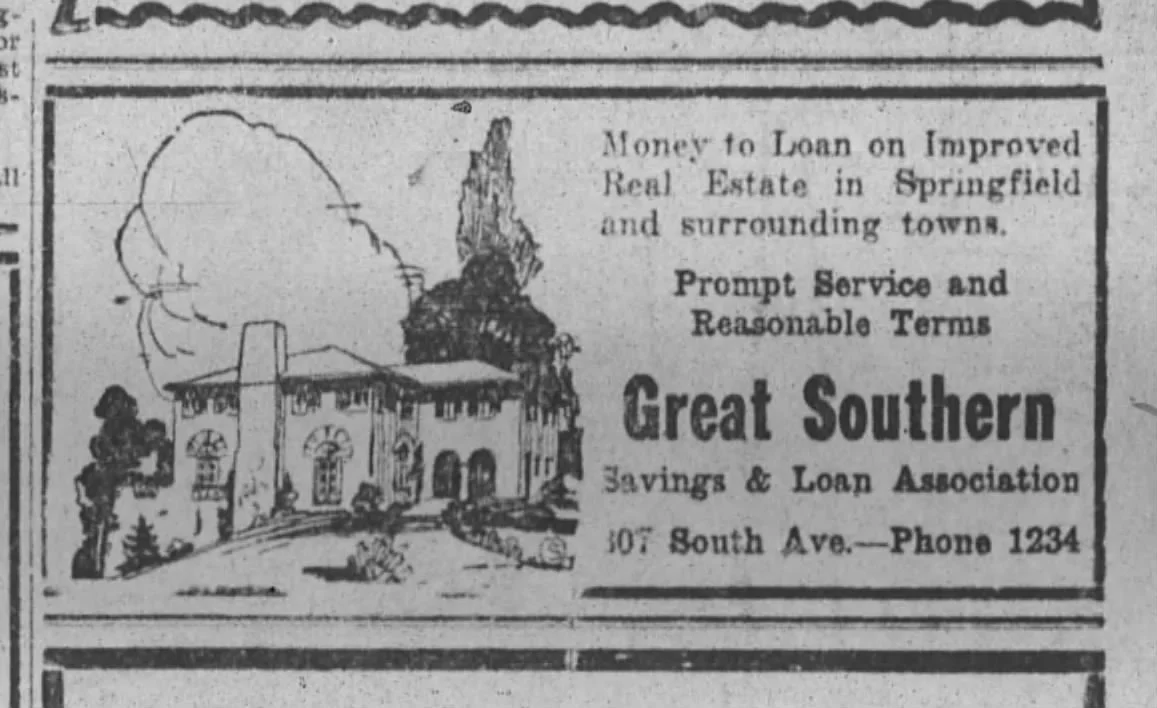 Money to Loan on Improved
Real Estate in Springfield
and surrounding towns.
Prompt Service and
Reasonable Terms
Great Southern
Savings & Loan Association
307 South Ave.—Phone 1234